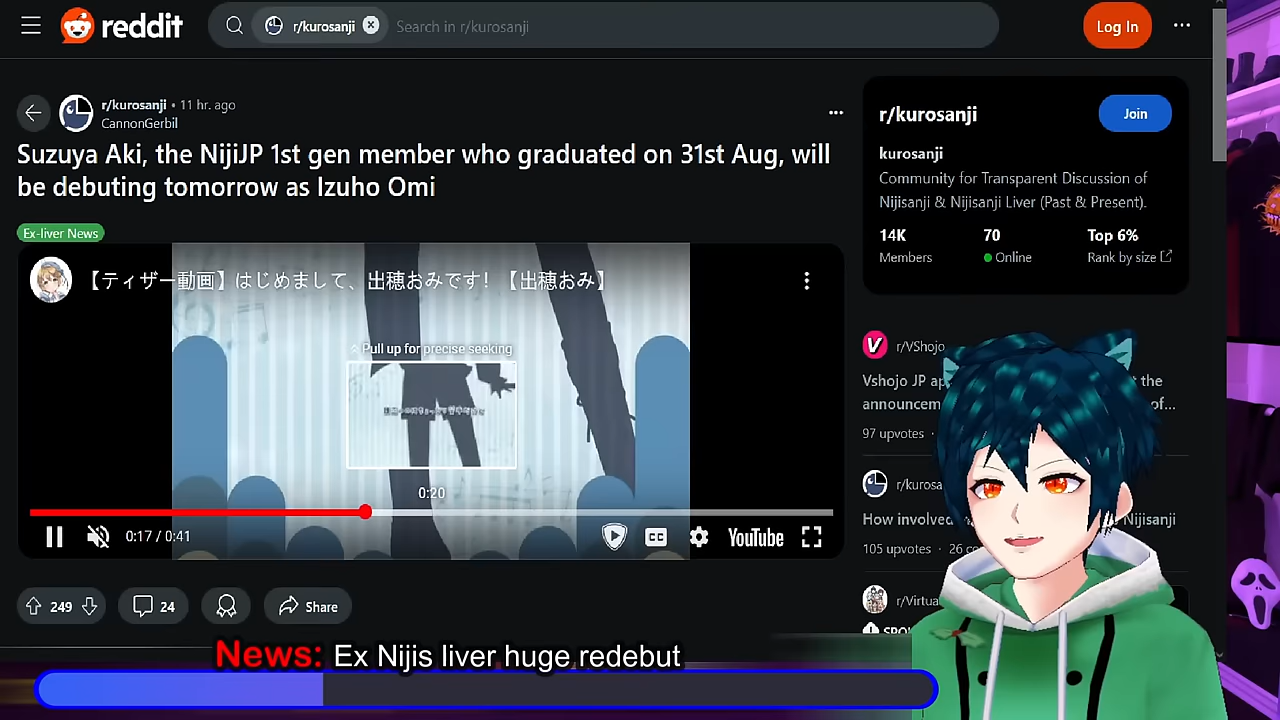 reddit
r/kurosanji
Search in r/kurosanji
Log In
r/kurosanji • 11 hr. ago
CannonGerbil
Suzuya Aki, the NijiJP 1st gen member who graduated on 31st Aug, will
be debuting tomorrow as Izuho Omi
Ex-liver News
【ティザー動画】はじめまして、出穂おみです！【出穂おみ】
Pull up for precise seeking
0:20
0:17 / 0:41
CC
YouTube
249
24
Share
r/kurosanji
Join
kurosanji
Community for Transparent Discussion of
Nijisanji & Nijisanji Liver (Past & Present).
14K
70
Top 6%
Members
Online
Rank by size
r/VShojo
Vshojo JP ap
t the
announcem
of...
97 upvotes ·
r/kurosa
How involved
Nijisanji
105 upvotes · 26 co
r/Virtua
News: Ex Nijis liver huge redebut